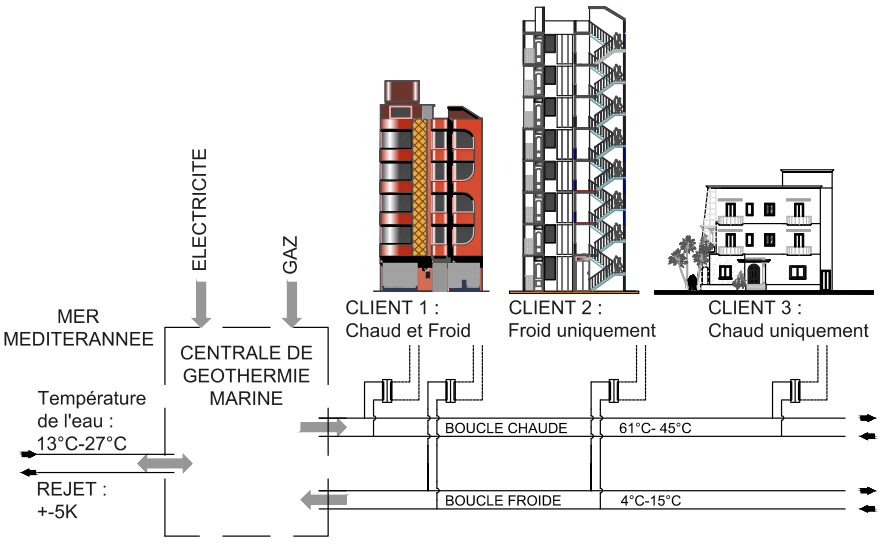 ELECTRICITE
GAZ
MER
MEDITERANNEE
CENTRALE DE
GEOTHERMIE
MARINE
CLIENT 1 :
Chaud et Froid
CLIENT 2 :
Froid uniquement
CLIENT 3 :
Chaud uniquement
Température
de l'eau :
13°C-27°C
REJET :
+-5K
BOUCLE CHAUDE 61°C- 45°C
BOUCLE FROIDE 4°C-15°C